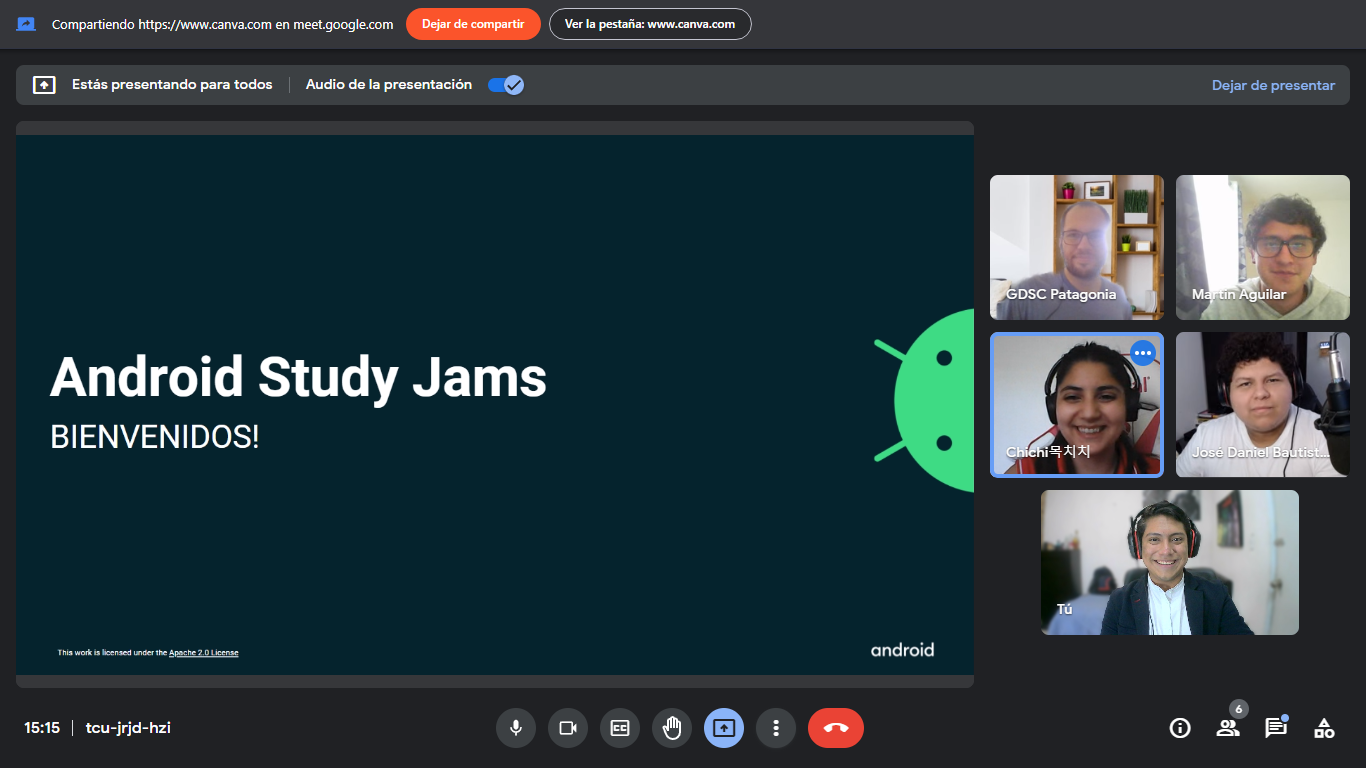 Compartiendo https://www.canva.com en meet.google.com
Dejar de compartir
Ver la pestaña: www.canva.com
Estás presentando para todos
Audio de la presentación
Dejar de presentar
Android Study Jams
BIENVENIDOS!
This work is licensed under the Apache 2.0 License
android
GDSC Patagonia
Martín Aguilar
Chichi목치치
José Daniel Bautist...
Tú
15:15
tcu-jrjd-hzi
CC
6